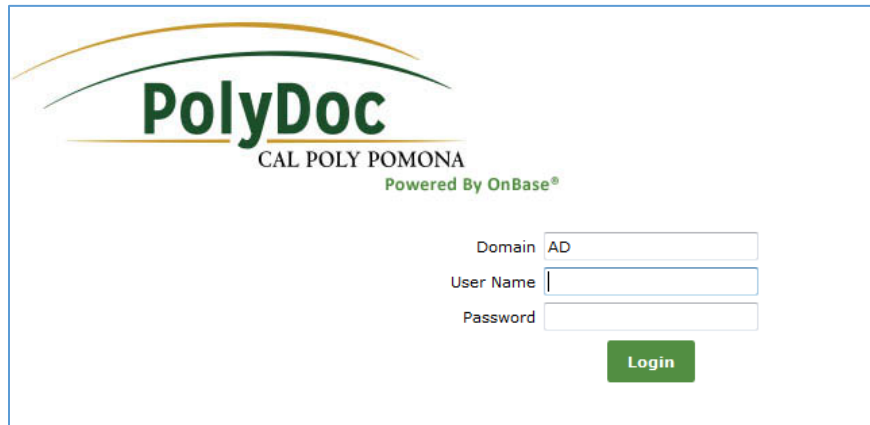 PolyDoc
CAL POLY POMONA
Powered By OnBase®
Domain AD
User Name
Password
Login